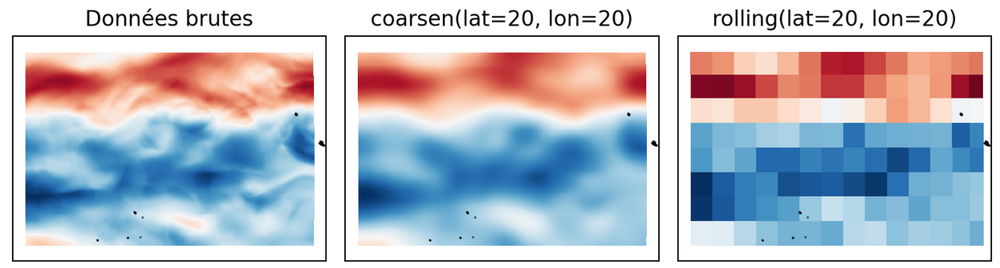 Données brutes
coarsen(lat=20, lon=20)
rolling(lat=20, lon=20)